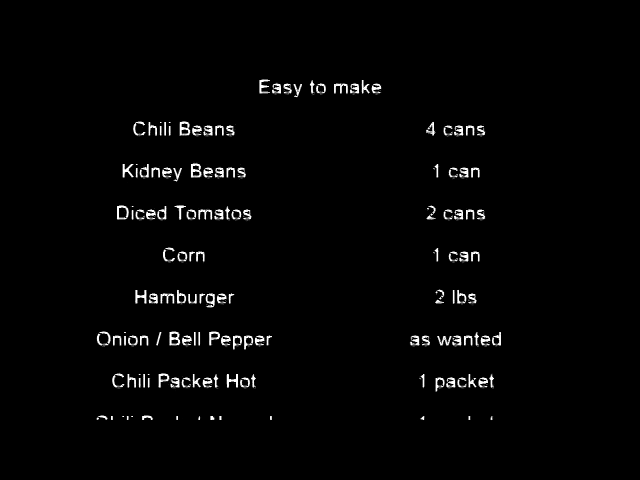 Easy to make
Chili Beans 4 cans
Kidney Beans 1 can
Diced Tomatos 2 cans
Corn 1 can
Hamburger 2 lbs
Onion / Bell Pepper as wanted
Chili Packet Hot 1 packet